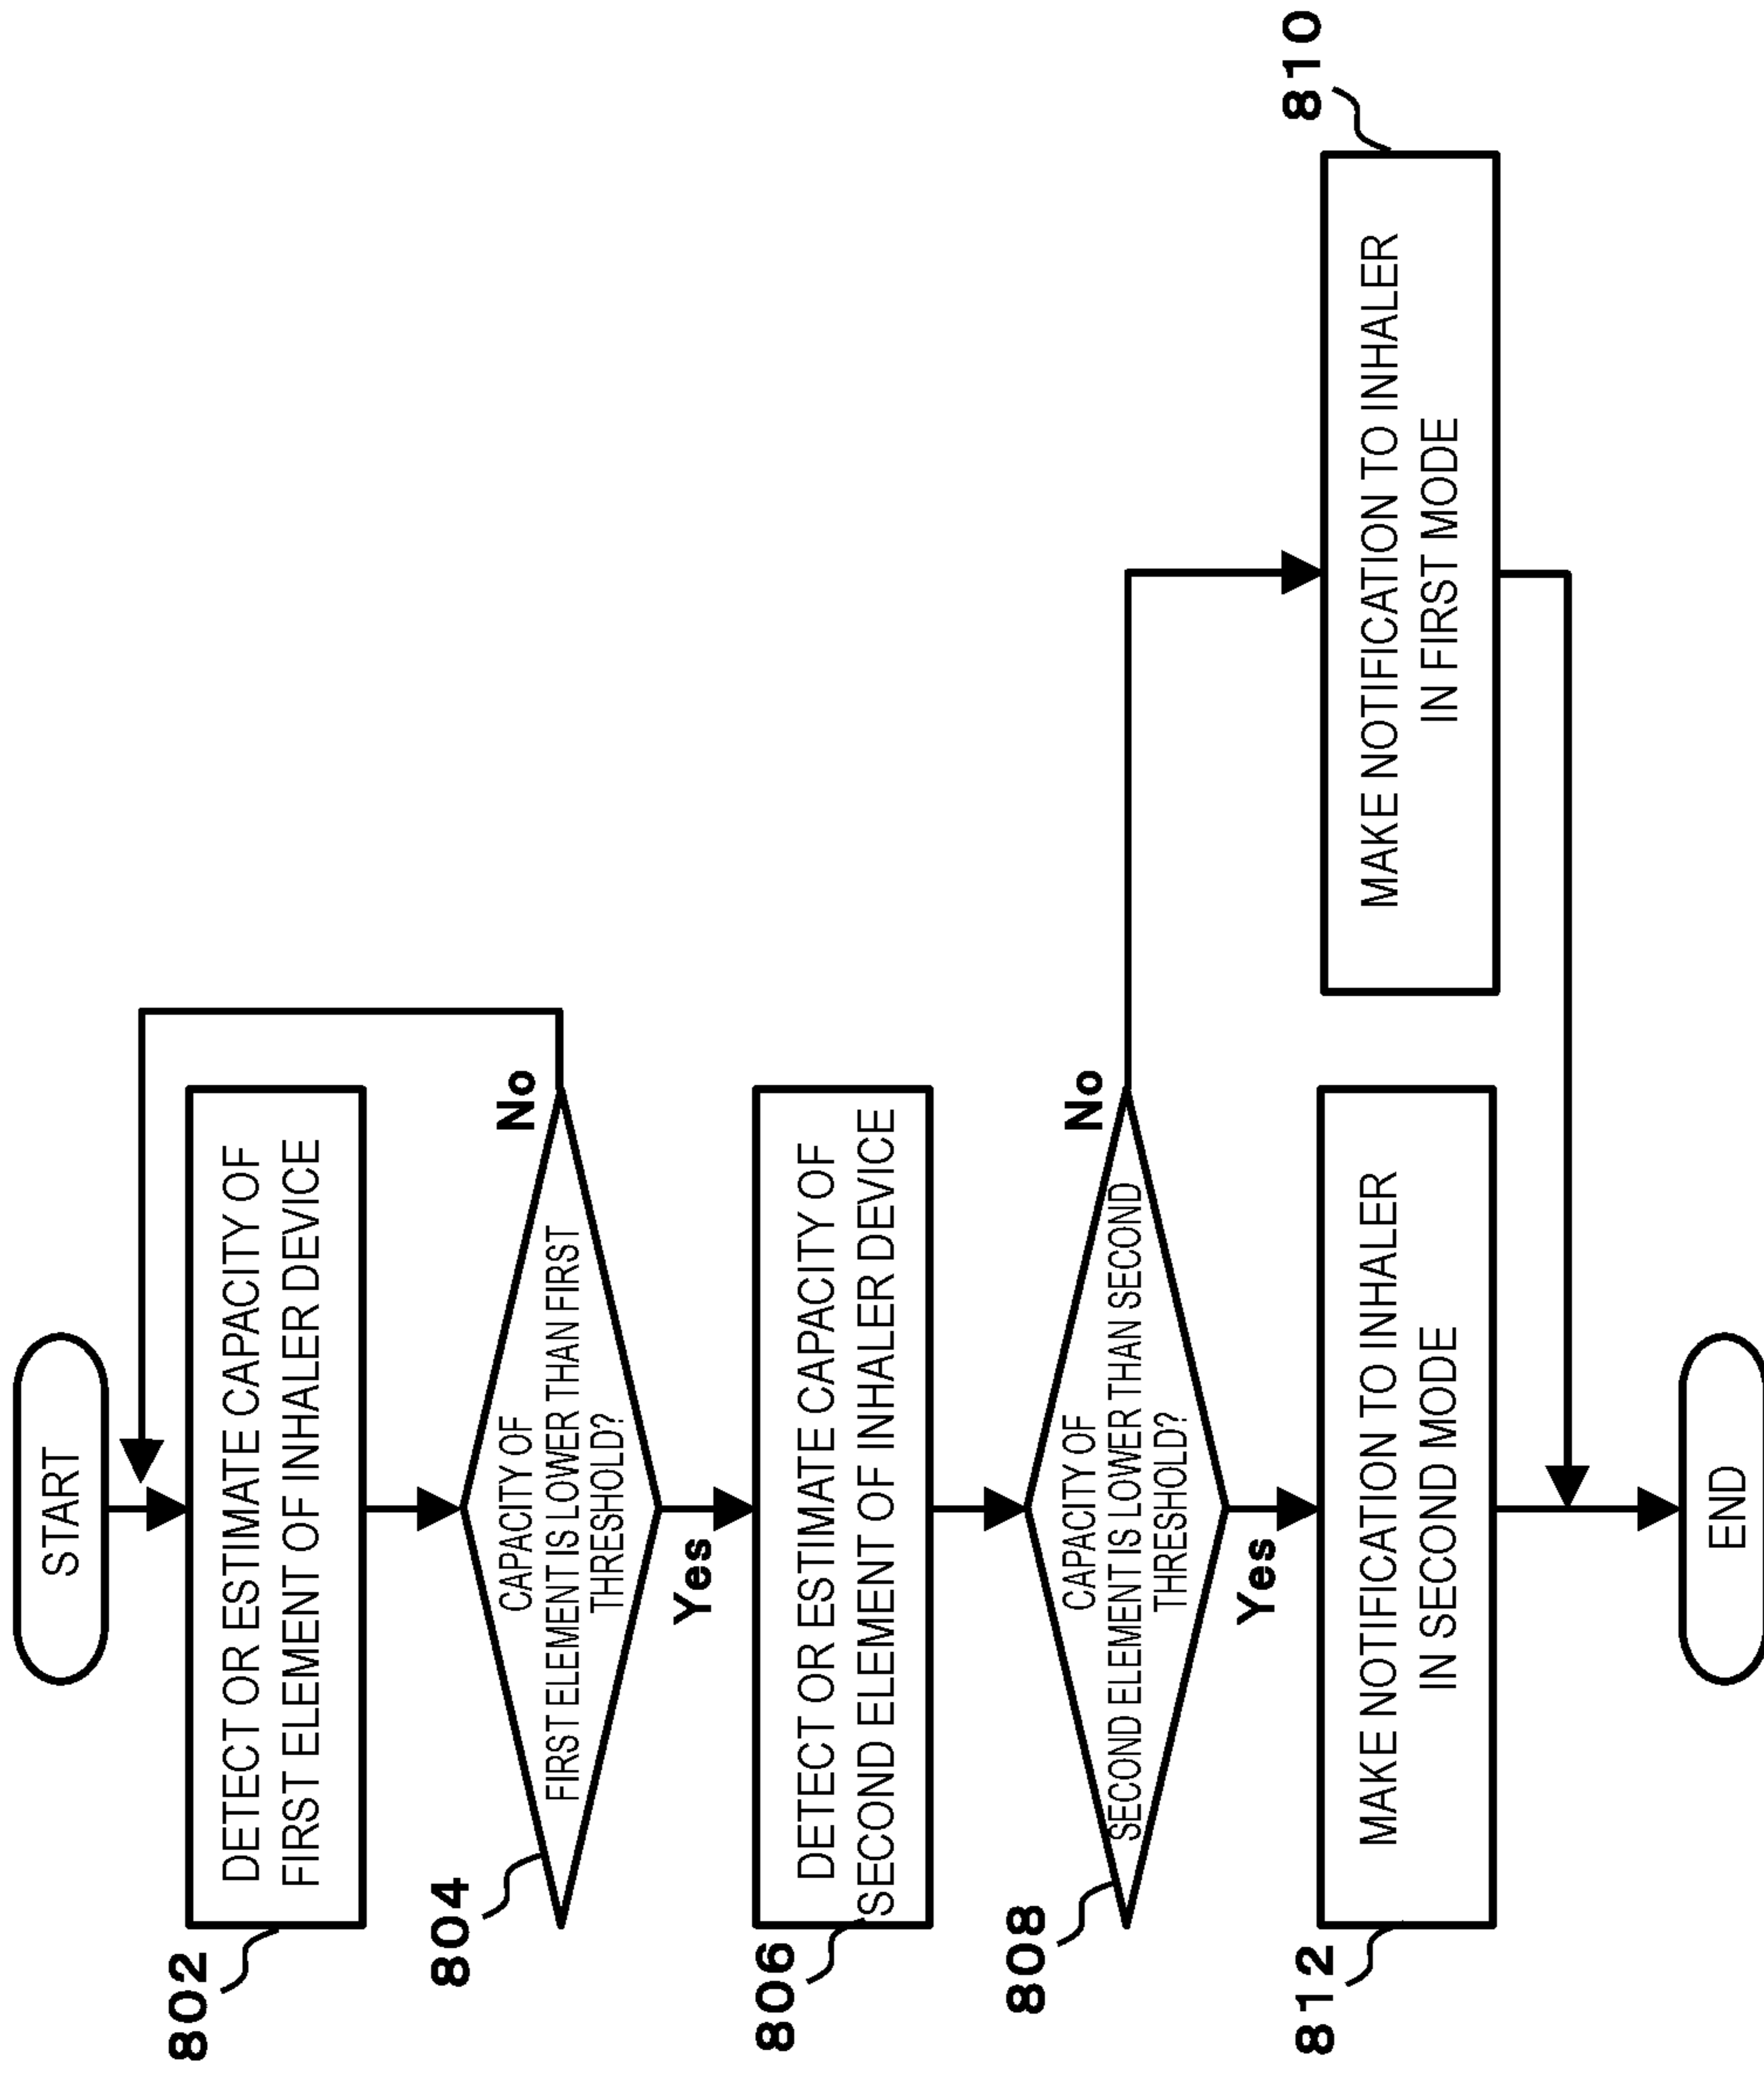 START
802
DETECT OR ESTIMATE CAPACITY OF
FIRST ELEMENT OF INHALER DEVICE
804
CAPACITY OF
FIRST ELEMENT IS LOWER THAN FIRST
THRESHOLD?
No
Yes
806
DETECT OR ESTIMATE CAPACITY OF
SECOND ELEMENT OF INHALER DEVICE
808
CAPACITY OF
SECOND ELEMENT IS LOWER THAN SECOND
THRESHOLD?
No
Yes
812
MAKE NOTIFICATION TO INHALER
IN SECOND MODE
810
MAKE NOTIFICATION TO INHALER
IN FIRST MODE
END